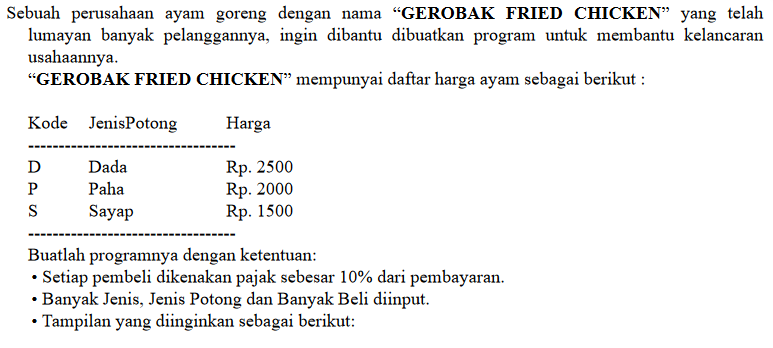 Sebuah perusahaan ayam goreng dengan nama “GEROBAK FRIED CHICKEN” yang telah
lumayan banyak pelanggannya, ingin dibantu dibuatkan program untuk membantu kelancaran
usahaannya.
“GEROBAK FRIED CHICKEN” mempunyai daftar harga ayam sebagai berikut :
Kode JenisPotong Harga
----------------------------------
D Dada Rp. 2500
P Paha Rp. 2000
S Sayap Rp. 1500
----------------------------------
Buatlah programnya dengan ketentuan:
• Setiap pembeli dikenakan pajak sebesar 10% dari pembayaran.
• Banyak Jenis, Jenis Potong dan Banyak Beli diinput.
• Tampilan yang diinginkan sebagai berikut: